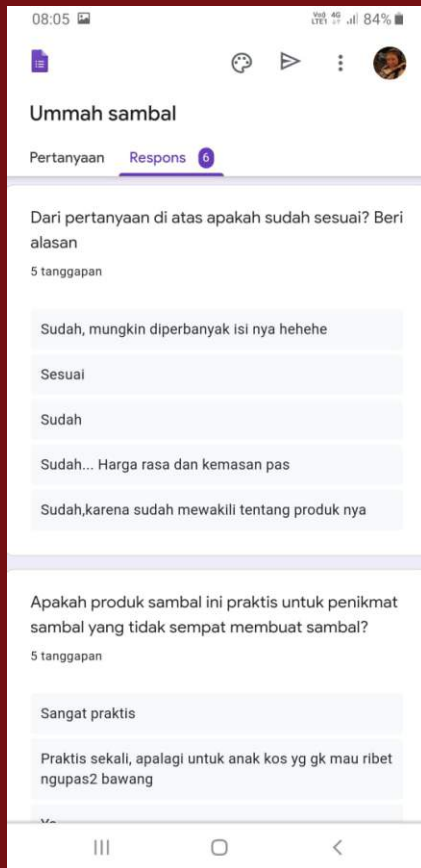 08:05
VoO LTE1 4G 84%
Ummah sambal
Pertanyaan Respons 6
Dari pertanyaan di atas apakah sudah sesuai? Beri
alasan
5 tanggapan
Sudah, mungkin diperbanyak isi nya hehehe
Sesuai
Sudah
Sudah... Harga rasa dan kemasan pas
Sudah,karena sudah mewakili tentang produk nya
Apakah produk sambal ini praktis untuk penikmat
sambal yang tidak sempat membuat sambal?
5 tanggapan
Sangat praktis
Praktis sekali, apalagi untuk anak kos yg gk mau ribet
ngupas2 bawang